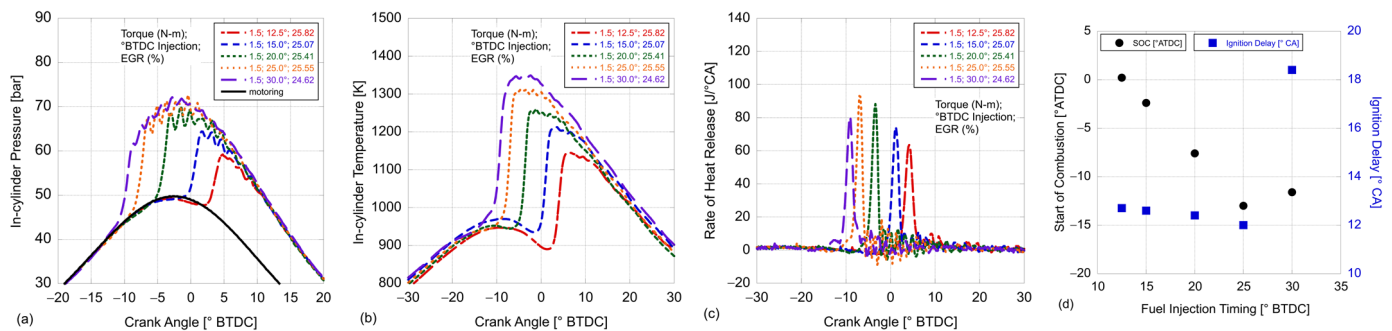 90
80
70
60
50
40
30
In-cylinder Pressure [bar]
Torque (N-m);
°BTDC Injection;
EGR (%)
1.5; 12.5°; 25.82
1.5; 15.0°; 25.07
1.5; 20.0°; 25.41
1.5; 25.0°; 25.55
1.5; 30.0°; 24.62
motoring
−20 −15 −10 −5 0 5 10 15 20
(a)
Crank Angle [° BTDC]
1500
1400
1300
1200
1100
1000
900
800
In-cylinder Temperature [K]
Torque (N-m);
°BTDC Injection;
EGR (%)
1.5; 12.5°; 25.82
1.5; 15.0°; 25.07
1.5; 20.0°; 25.41
1.5; 25.0°; 25.55
1.5; 30.0°; 24.62
−30 −20 −10 0 10 20 30
(b)
Crank Angle [° BTDC]
140
120
100
80
60
40
20
0
−20
Rate of Heat Release [J/°CA]
1.5; 12.5°; 25.82
1.5; 15.0°; 25.07
1.5; 20.0°; 25.41
1.5; 25.0°; 25.55
1.5; 30.0°; 24.62
Torque (N-m);
°BTDC Injection;
EGR (%)
−30 −20 −10 0 10 20 30
(c)
Crank Angle [° BTDC]
5
0
−5
−10
−15
−20
Start of Combustion [°ATDC]
SOC [°ATDC]
Ignition Delay [° CA]
20
18
16
14
12
10
Ignition Delay [° CA]
10 15 20 25 30 35
(d)
Fuel Injection Timing [° BTDC]